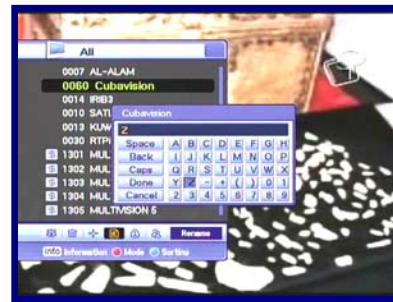 All
0007 AL-ALAM
0060 Cubavision
0014 IRIB3
0010 SAT
0013 KUW
0030 RTP
$ 1301 MUL
$ 1302 MUL
$ 1303 MUL
$ 1304 MUL
$ 1305 MULTIVISION 5
Cubavision
Z
Space A B C D E F G H
Back I J K L M N O P
Caps Q R S T U V W X
Done Y Z - + ( ) 0 1
Cancel 2 3 4 5 6 7 8 9
Rename
info Information Mode Sorting